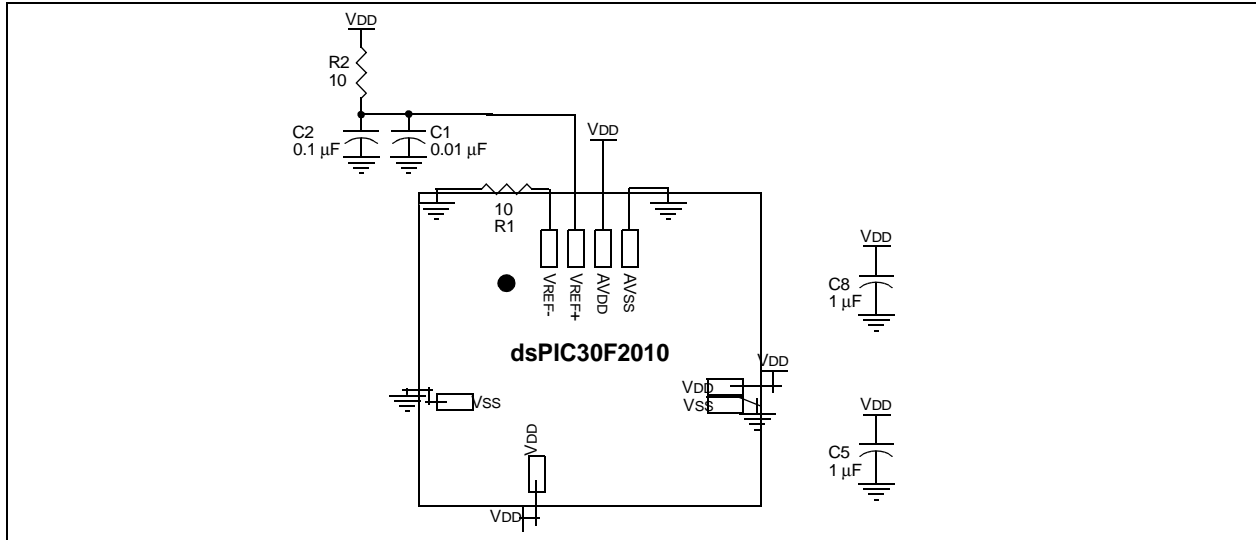 VDD
R2
10
C2
0.1 μF
C1
0.01 μF
VDD
10
R1
VREF-
VREF+
AVDD
AVSS
VDD
C8
1 μF
dsPIC30F2010
VDD
VDD
VSS
VSS
VDD
C5
1 μF
VDD
VDD